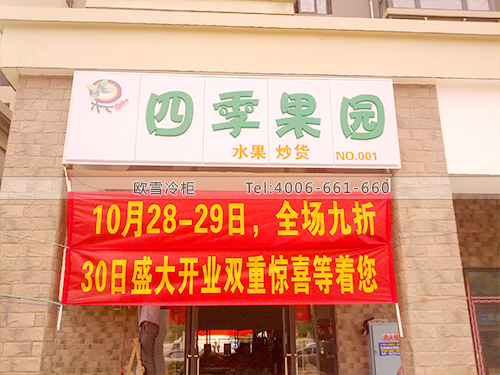 四季果园
水果 炒货 NO.001
欧雪冷柜 Tel:4006-661-660
10月28-29日，全场九折
30日盛大开业双重惊喜等着您